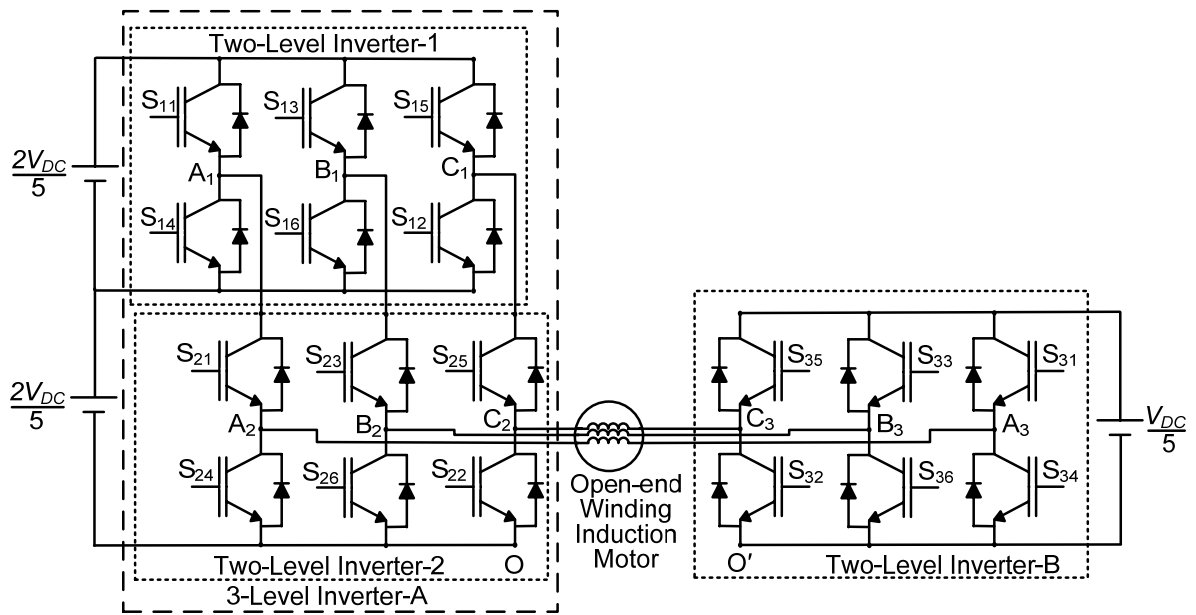 Two-Level Inverter-1
S11
S13
S15
2VDC
5
A1
B1
C1
S14
S16
S12
S21
S23
S25
S35
S33
S31
2VDC
5
A2
B2
C2
C3
B3
A3
VDC
5
S24
S26
S22
S32
S36
S34
Open-end
Winding
Induction
Motor
Two-Level Inverter-2
O
O′
Two-Level Inverter-B
3-Level Inverter-A